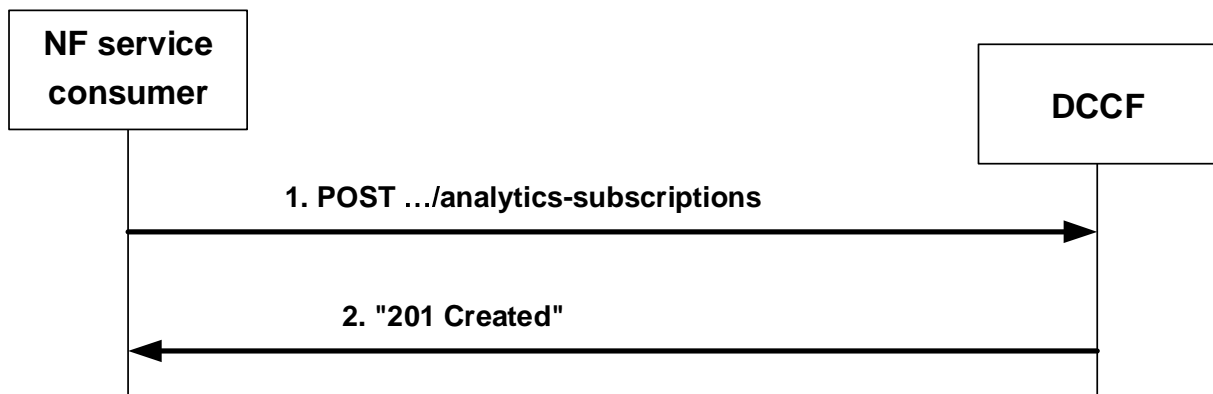 NF service
consumer
DCCF
1. POST …/analytics-subscriptions
2. "201 Created"